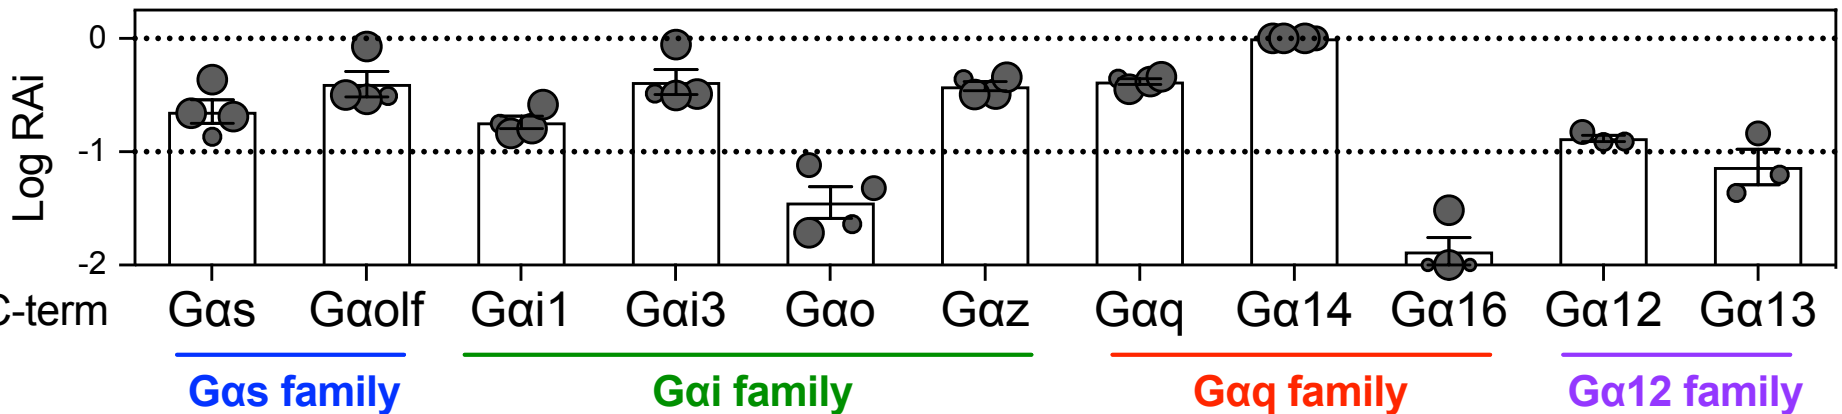 Log RAi
0
-1
-2
C-term Gαs Gαolf Gαi1 Gαi3 Gαo Gαz Gαq Gα14 Gα16 Gα12 Gα13
Gαs family Gαi family Gαq family Gα12 family